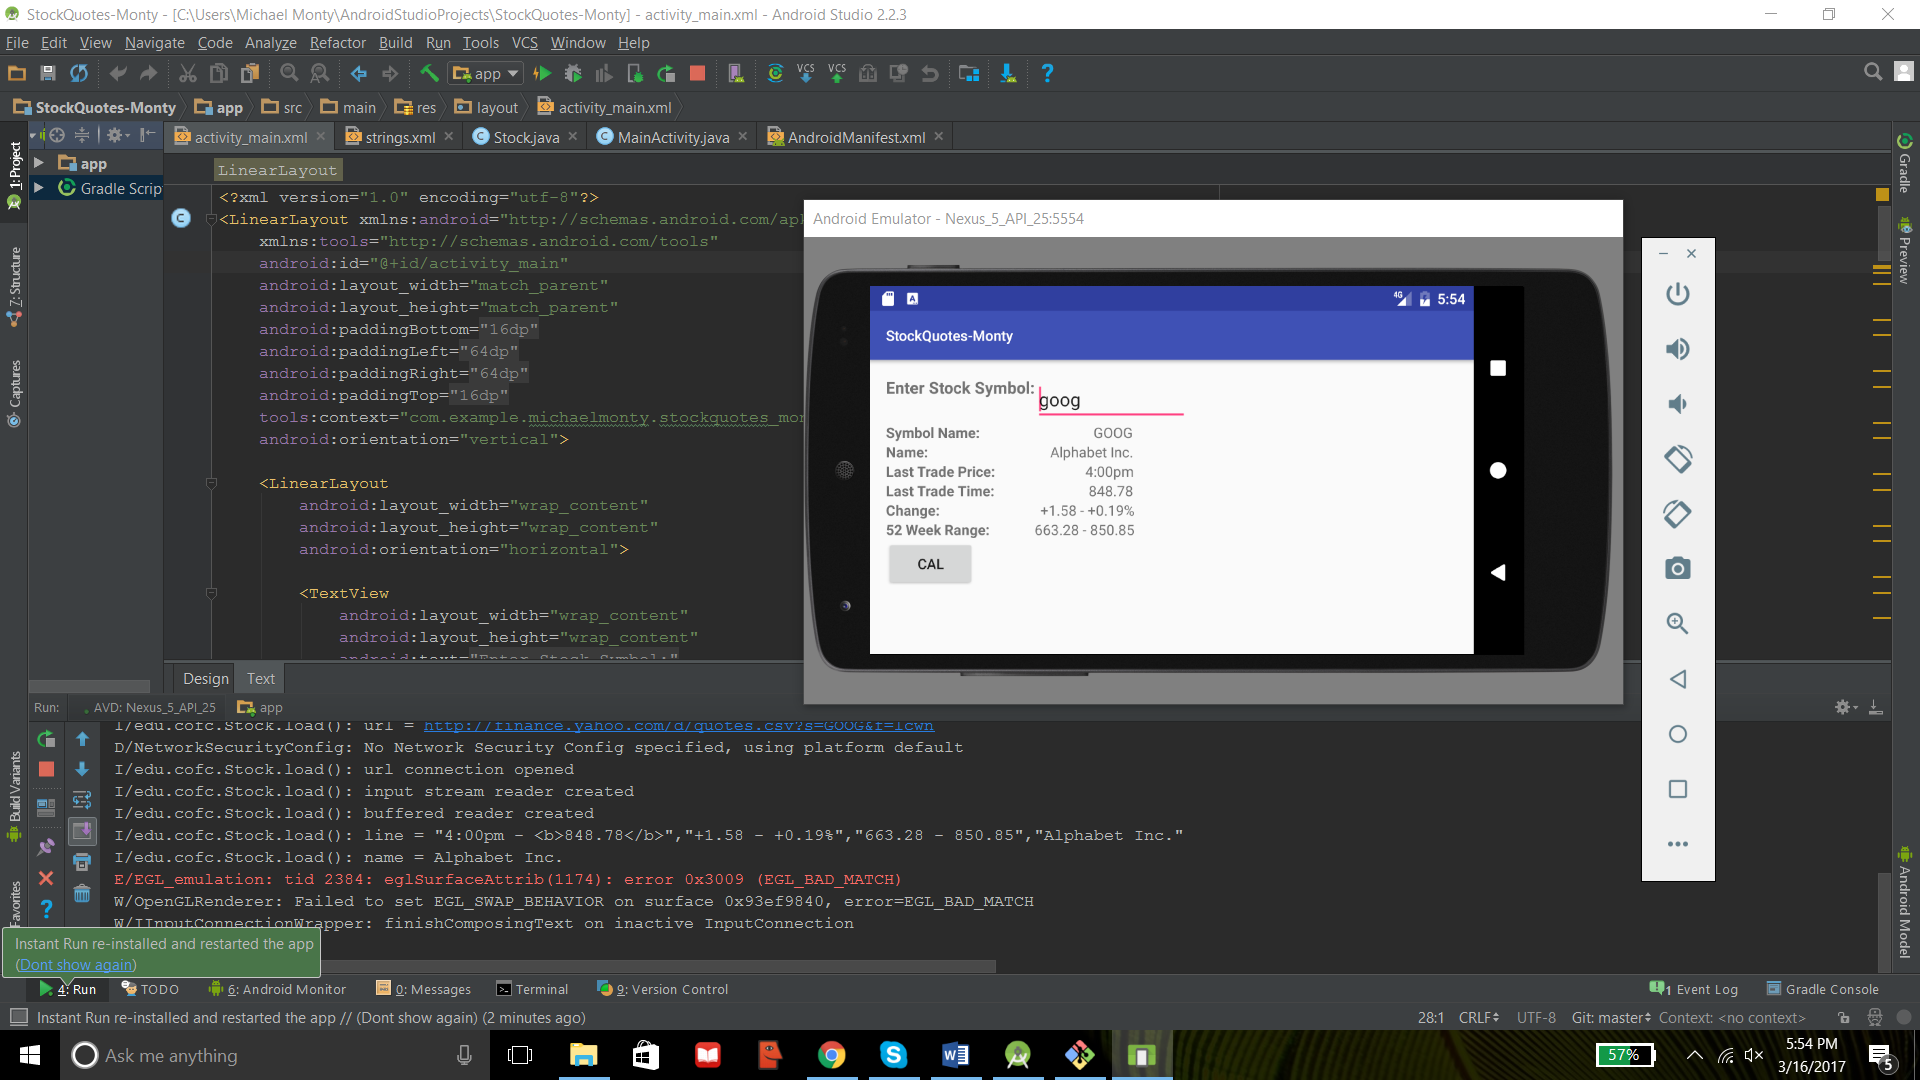 StockQuotes-Monty - [C:\Users\Michael Monty\AndroidStudioProjects\StockQuotes-Monty] - activity_main.xml - Android Studio 2.2.3
File Edit View Navigate Code Analyze Refactor Build Run Tools VCS Window Help
app
VCS VCS
StockQuotes-Monty app src main res layout activity_main.xml
activity_main.xml strings.xml Stock.java MainActivity.java AndroidManifest.xml
1: Project
7: Structure
Captures
Build Variants
Favorites
app
Gradle Scrip
LinearLayout
<?xml version="1.0" encoding="utf-8"?>
<LinearLayout xmlns:android="http://schemas.android.com/ap
xmlns:tools="http://schemas.android.com/tools"
android:id="@+id/activity_main"
android:layout_width="match_parent"
android:layout_height="match_parent"
android:paddingBottom="16dp"
android:paddingLeft="64dp"
android:paddingRight="64dp"
android:paddingTop="16dp"
tools:context="com.example.michaelmonty.stockquotes_mo
android:orientation="vertical">
<LinearLayout
android:layout_width="wrap_content"
android:layout_height="wrap_content"
android:orientation="horizontal">
<TextView
android:layout_width="wrap_content"
android:layout_height="wrap_content"
android:text="Enter Stock Symbol:"
Design Text
Android Emulator - Nexus_5_API_25:5554
4G 5:54
StockQuotes-Monty
Enter Stock Symbol: goog
Symbol Name: GOOG
Name: Alphabet Inc.
Last Trade Price: 4:00pm
Last Trade Time: 848.78
Change: +1.58 - +0.19%
52 Week Range: 663.28 - 850.85
CAL
Gradle
Preview
Android Model
Run: AVD: Nexus_5_API_25 app
I/edu.cofc.Stock.load(): url = http://finance.yahoo.com/d/quotes.csv?s=GOOG&f=lcwn
D/NetworkSecurityConfig: No Network Security Config specified, using platform default
I/edu.cofc.Stock.load(): url connection opened
I/edu.cofc.Stock.load(): input stream reader created
I/edu.cofc.Stock.load(): buffered reader created
I/edu.cofc.Stock.load(): line = "4:00pm - <b>848.78</b>","+1.58 - +0.19%","663.28 - 850.85","Alphabet Inc."
I/edu.cofc.Stock.load(): name = Alphabet Inc.
E/EGL_emulation: tid 2384: eglSurfaceAttrib(1174): error 0x3009 (EGL_BAD_MATCH)
W/OpenGLRenderer: Failed to set EGL_SWAP_BEHAVIOR on surface 0x93ef9840, error=EGL_BAD_MATCH
W/IInputConnectionWrapper: finishComposingText on inactive InputConnection
Instant Run re-installed and restarted the app
(Dont show again)
4: Run TODO 6: Android Monitor 0: Messages Terminal 9: Version Control 1 Event Log Gradle Console
Instant Run re-installed and restarted the app // (Dont show again) (2 minutes ago) 28:1 CRLF UTF-8 Git: master Context: <no context>
Ask me anything
57%
5:54 PM
3/16/2017
5